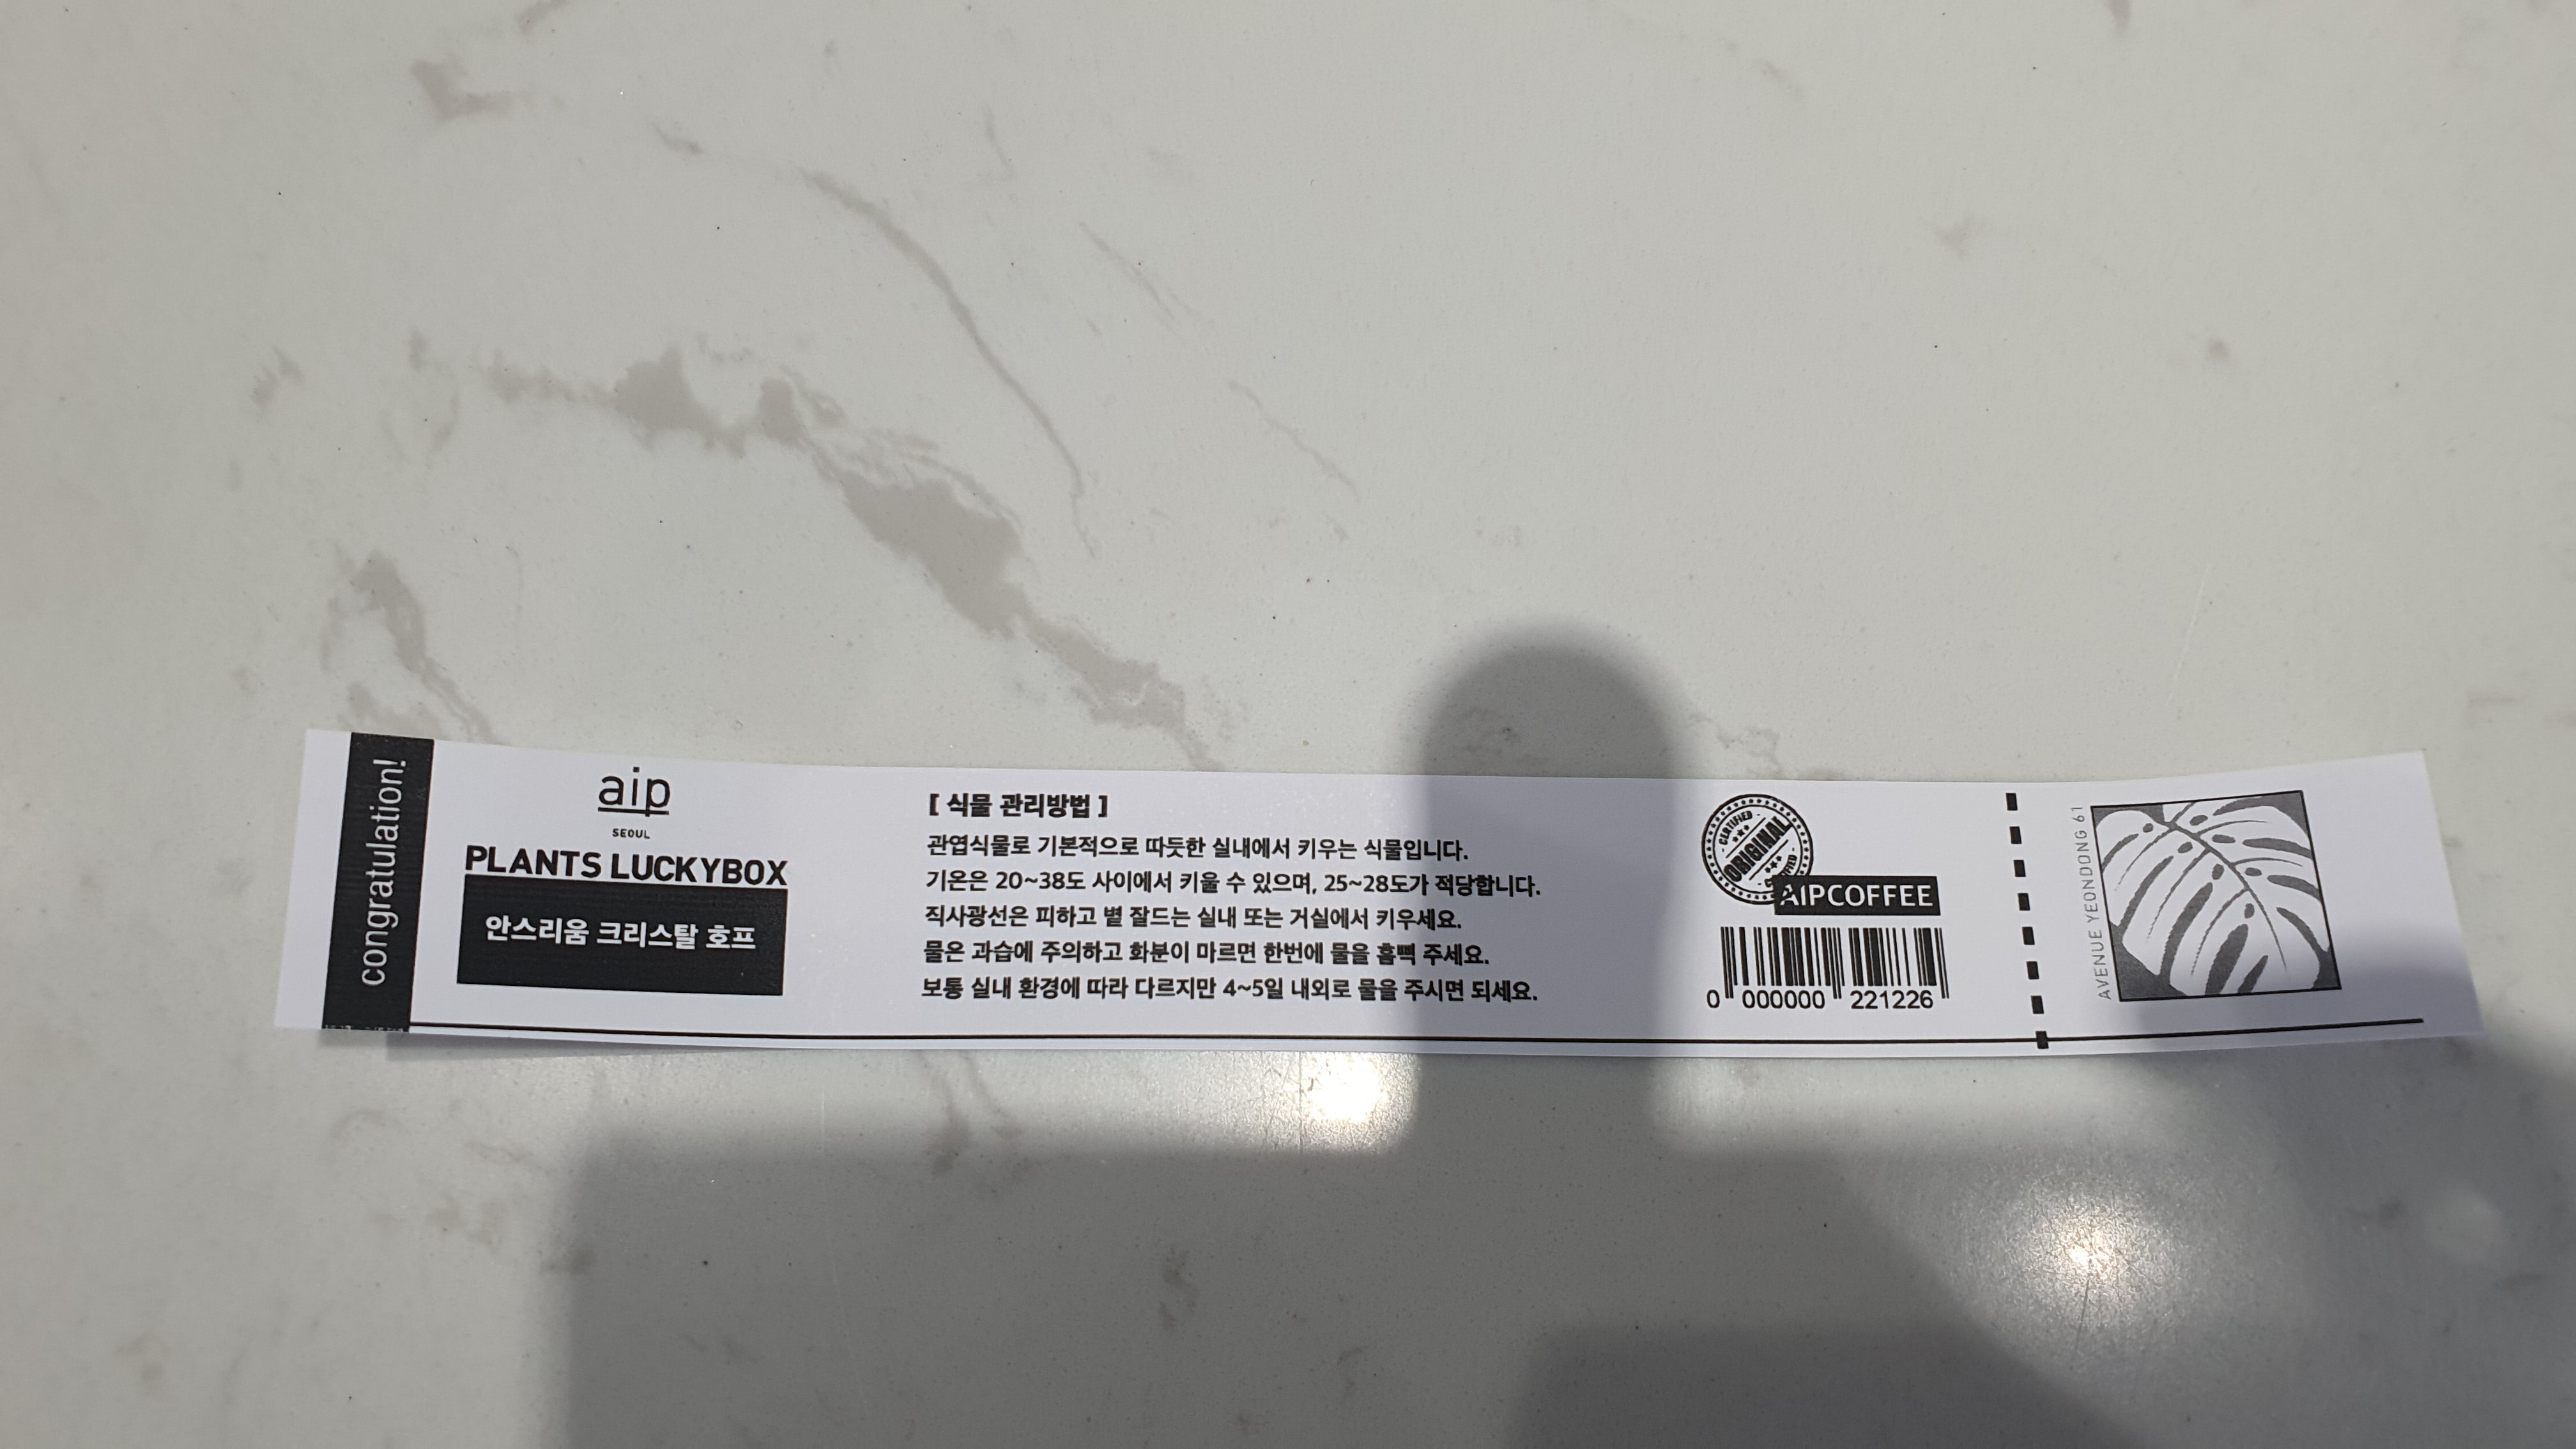 congratulation!
aip
SEOUL
PLANTS LUCKYBOX
안스리움 크리스탈 호프
[ 식물 관리방법 ]
관엽식물로 기본적으로 따듯한 실내에서 키우는 식물입니다.
기온은 20~38도 사이에서 키울 수 있으며, 25~28도가 적당합니다.
직사광선은 피하고 볕 잘드는 실내 또는 거실에서 키우세요.
물은 과습에 주의하고 화분이 마르면 한번에 물을 흠뻑 주세요.
보통 실내 환경에 따라 다르지만 4~5일 내외로 물을 주시면 되세요.
CERTIFIED
ORIGINAL
AIPCOFFEE
0 000000 221226
AVENUE YEONDONG 61